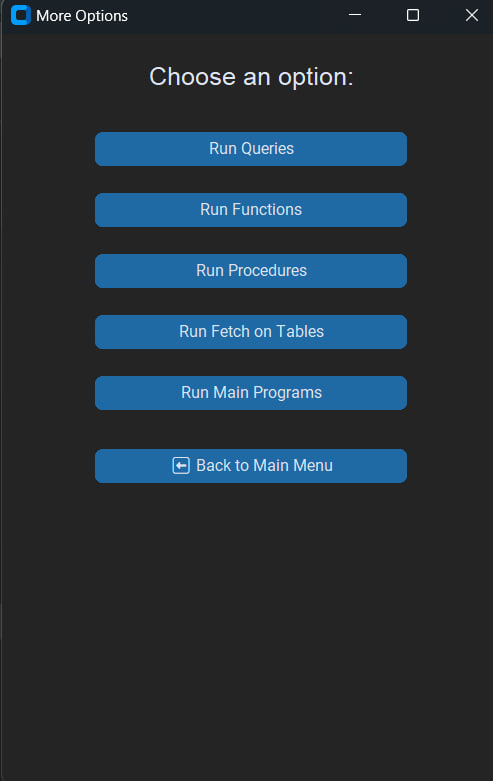 More Options
Choose an option:
Run Queries
Run Functions
Run Procedures
Run Fetch on Tables
Run Main Programs
Back to Main Menu